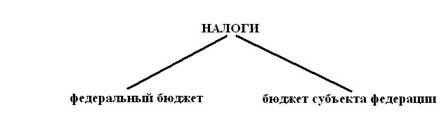 НАЛОГИ
федеральный бюджет
бюджет субъекта федерации